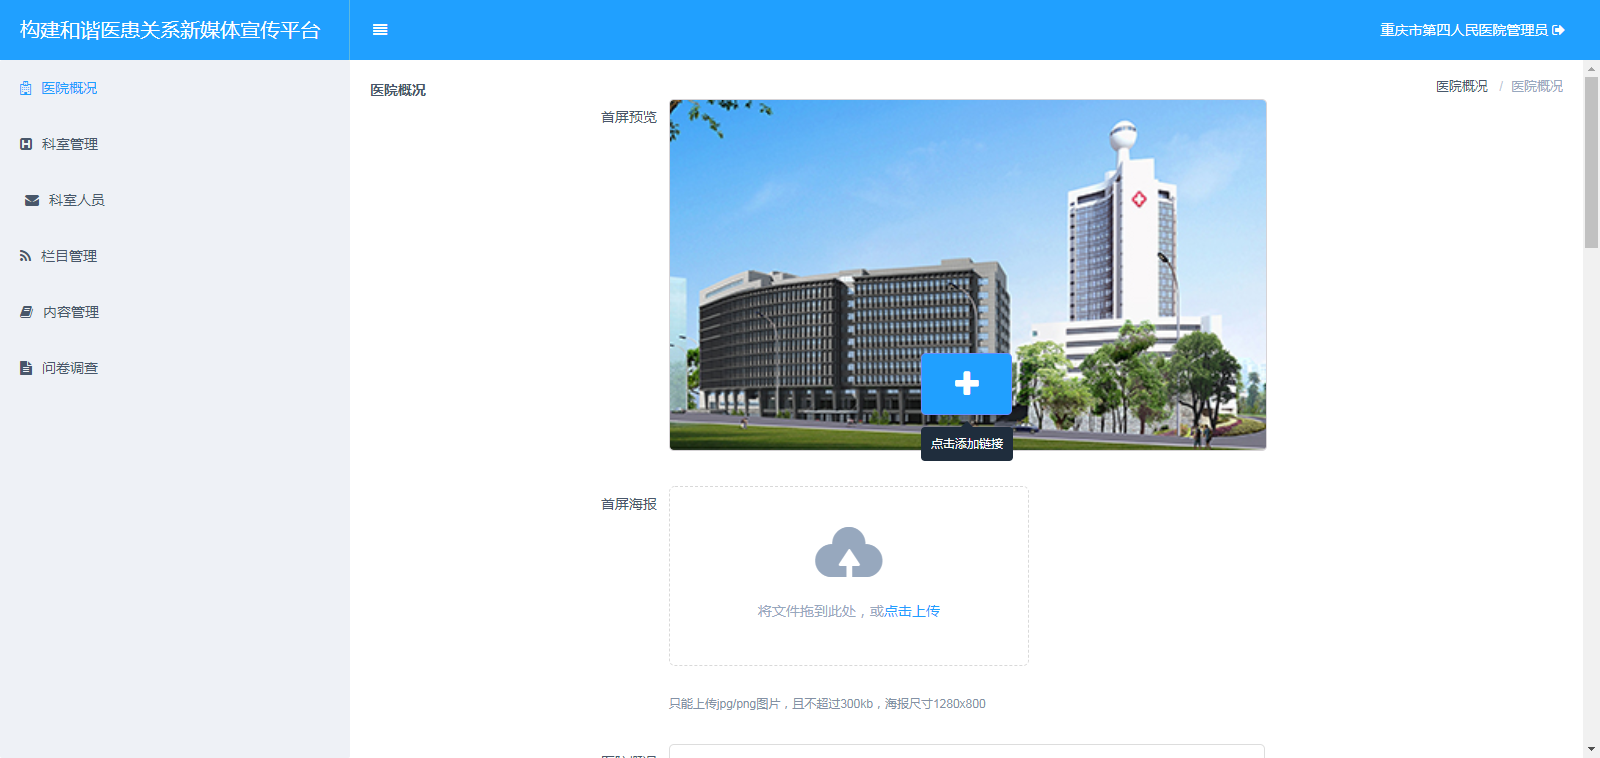 构建和谐医患关系新媒体宣传平台
重庆市第四人民医院管理员
医院概况
科室管理
科室人员
栏目管理
内容管理
问卷调查
医院概况
医院概况 / 医院概况
首屏预览
点击添加链接
首屏海报
将文件拖到此处，或点击上传
只能上传jpg/png图片，且不超过300kb，海报尺寸1280x800